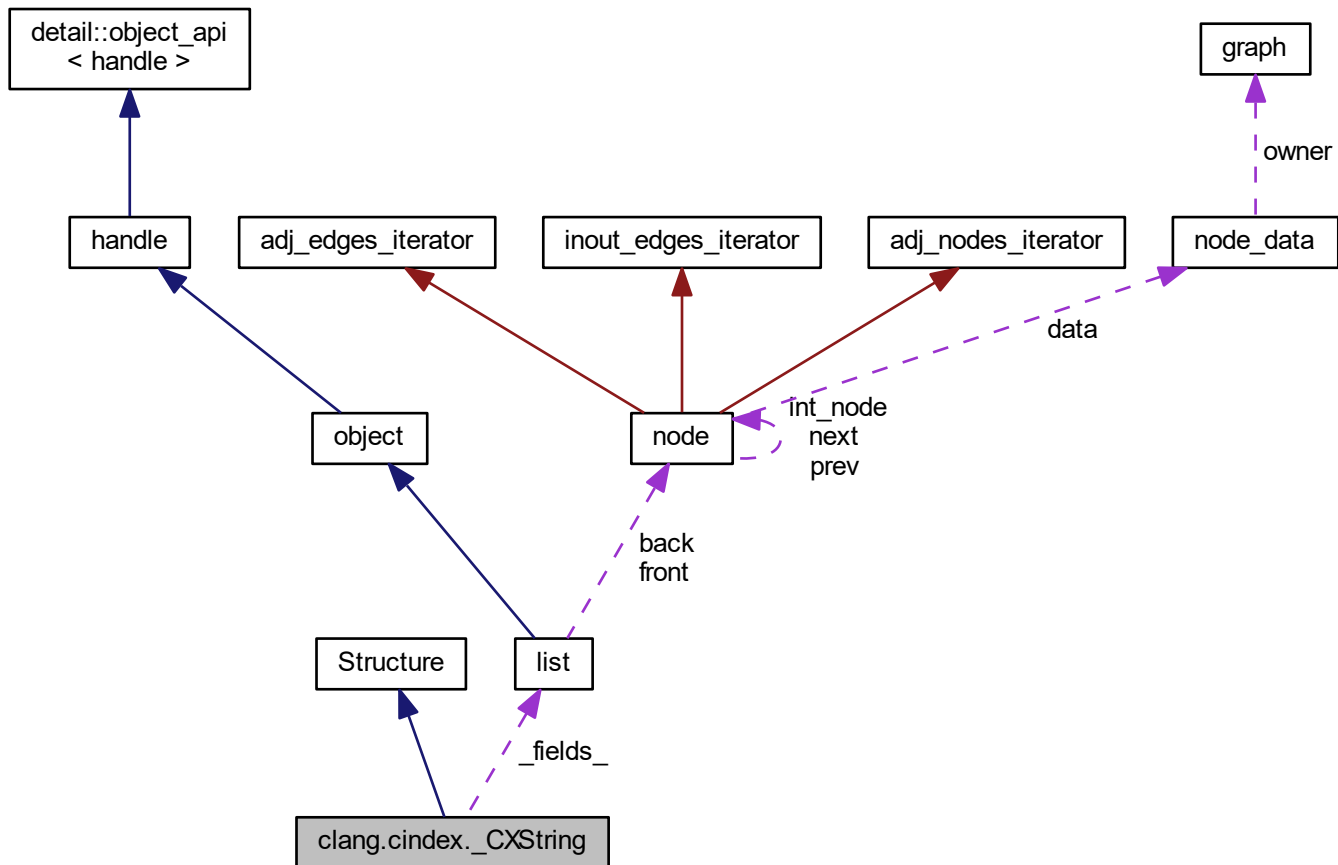 detail::object_api
< handle >
graph
owner
handle
adj_edges_iterator
inout_edges_iterator
adj_nodes_iterator
node_data
data
object
node
int_node
next
prev
back
front
Structure
list
_fields_
clang.cindex._CXString